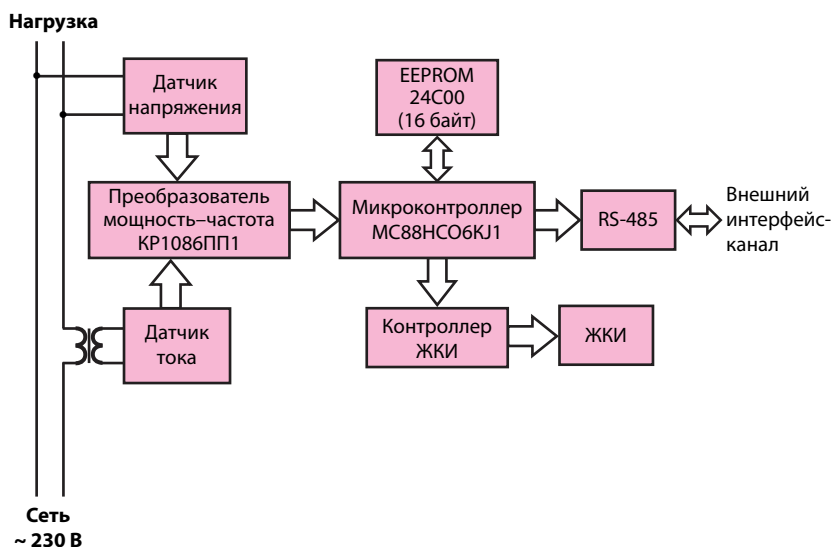 Нагрузка
Датчик
напряжения
EEPROM
24C00
(16 байт)
Преобразователь
мощность–частота
КР1086ПП1
Микроконтроллер
MC88HCO6KJ1
RS-485
Внешний
интерфейс-
канал
Датчик
тока
Контроллер
ЖКИ
ЖКИ
Сеть
~ 230 В